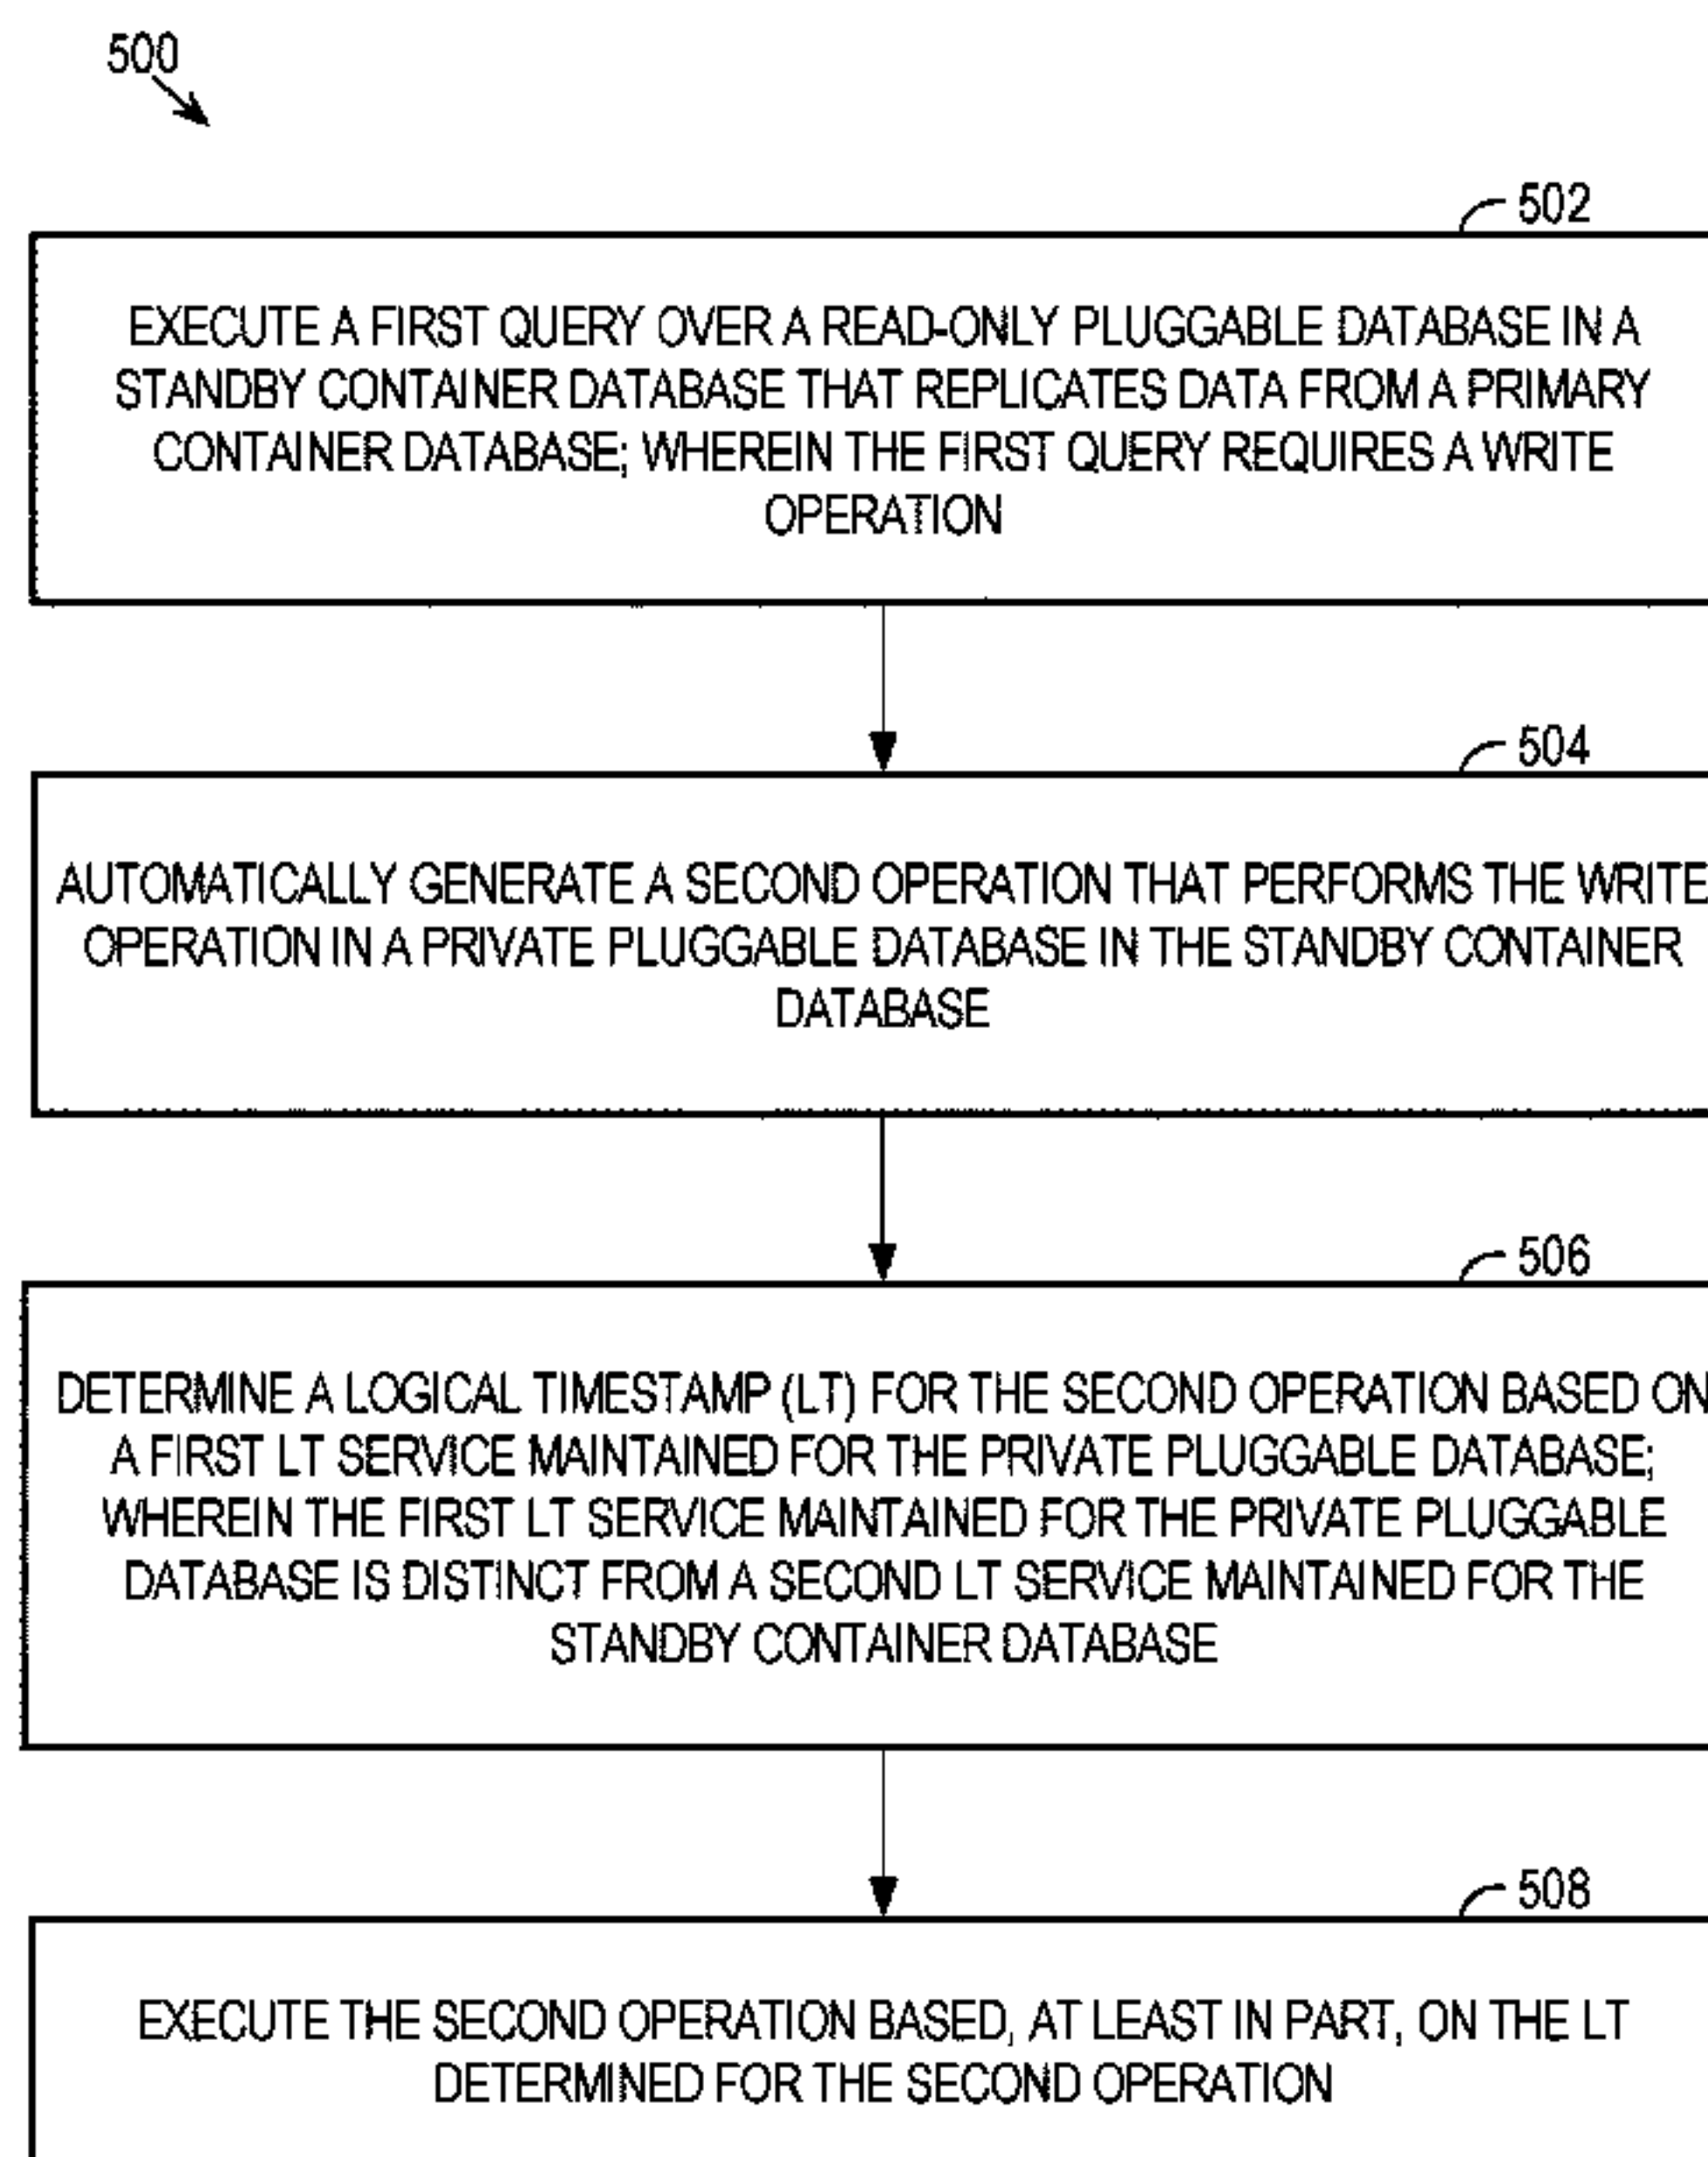 500
502
EXECUTE A FIRST QUERY OVER A READ-ONLY PLUGGABLE DATABASE IN A
STANDBY CONTAINER DATABASE THAT REPLICATES DATA FROM A PRIMARY
CONTAINER DATABASE; WHEREIN THE FIRST QUERY REQUIRES A WRITE
OPERATION
504
AUTOMATICALLY GENERATE A SECOND OPERATION THAT PERFORMS THE WRITE
OPERATION IN A PRIVATE PLUGGABLE DATABASE IN THE STANDBY CONTAINER
DATABASE
506
DETERMINE A LOGICAL TIMESTAMP (LT) FOR THE SECOND OPERATION BASED ON
A FIRST LT SERVICE MAINTAINED FOR THE PRIVATE PLUGGABLE DATABASE;
WHEREIN THE FIRST LT SERVICE MAINTAINED FOR THE PRIVATE PLUGGABLE
DATABASE IS DISTINCT FROM A SECOND LT SERVICE MAINTAINED FOR THE
STANDBY CONTAINER DATABASE
508
EXECUTE THE SECOND OPERATION BASED, AT LEAST IN PART, ON THE LT
DETERMINED FOR THE SECOND OPERATION